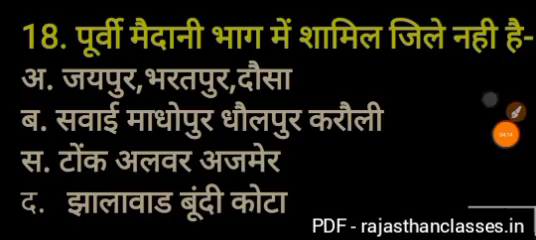 18. पूर्वी मैदानी भाग में शामिल जिले नही है-
अ. जयपुर,भरतपुर,दौसा
ब. सवाई माधोपुर धौलपुर करौली
स. टोंक अलवर अजमेर
द. झालावाड बूंदी कोटा
PDF - rajasthanclasses.in